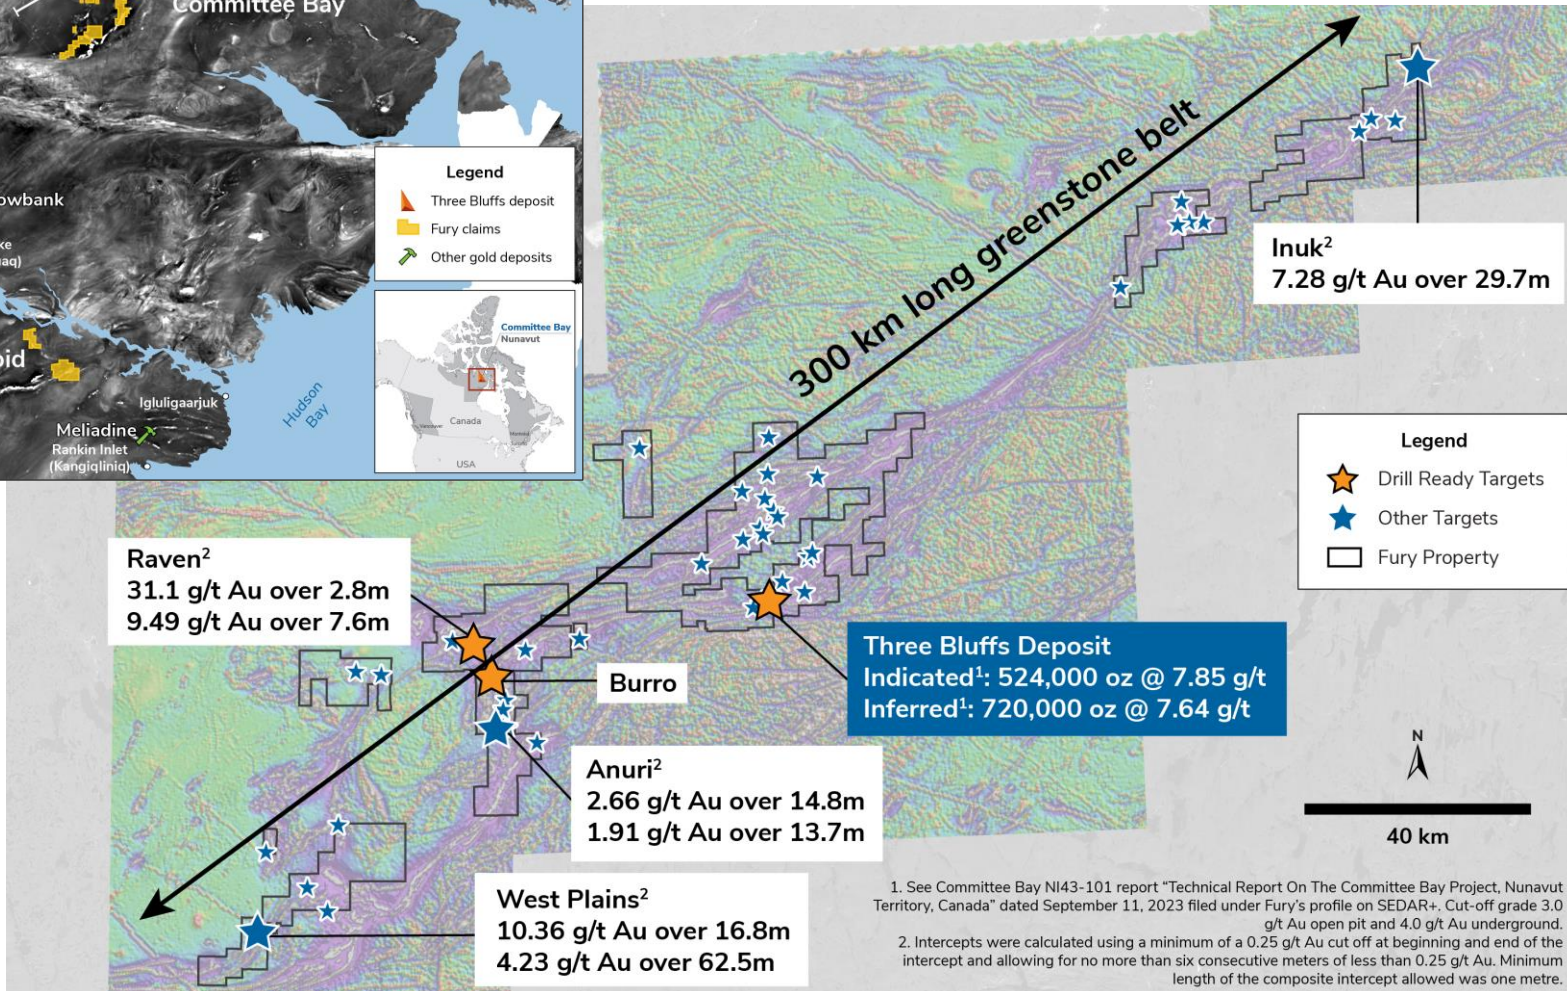 Committee Bay
owbank
ke
aq)
oid
Meliadine
Rankin Inlet
(Kangiqliniq)
Igluligaarjuk
Hudson
Bay
Legend
Three Bluffs deposit
Fury claims
Other gold deposits
Committee Bay
Nunavut
Canada
Vancouver
Montréal
USA
300 km long greenstone belt
Inuk²
7.28 g/t Au over 29.7m
Legend
Drill Ready Targets
Other Targets
Fury Property
Raven²
31.1 g/t Au over 2.8m
9.49 g/t Au over 7.6m
Burro
Three Bluffs Deposit
Indicated¹: 524,000 oz @ 7.85 g/t
Inferred¹: 720,000 oz @ 7.64 g/t
Anuri²
2.66 g/t Au over 14.8m
1.91 g/t Au over 13.7m
West Plains²
10.36 g/t Au over 16.8m
4.23 g/t Au over 62.5m
N
40 km
1. See Committee Bay NI43-101 report “Technical Report On The Committee Bay Project, Nunavut
Territory, Canada” dated September 11, 2023 filed under Fury’s profile on SEDAR+. Cut-off grade 3.0
g/t Au open pit and 4.0 g/t Au underground.
2. Intercepts were calculated using a minimum of a 0.25 g/t Au cut off at beginning and end of the
intercept and allowing for no more than six consecutive meters of less than 0.25 g/t Au. Minimum
length of the composite intercept allowed was one metre.